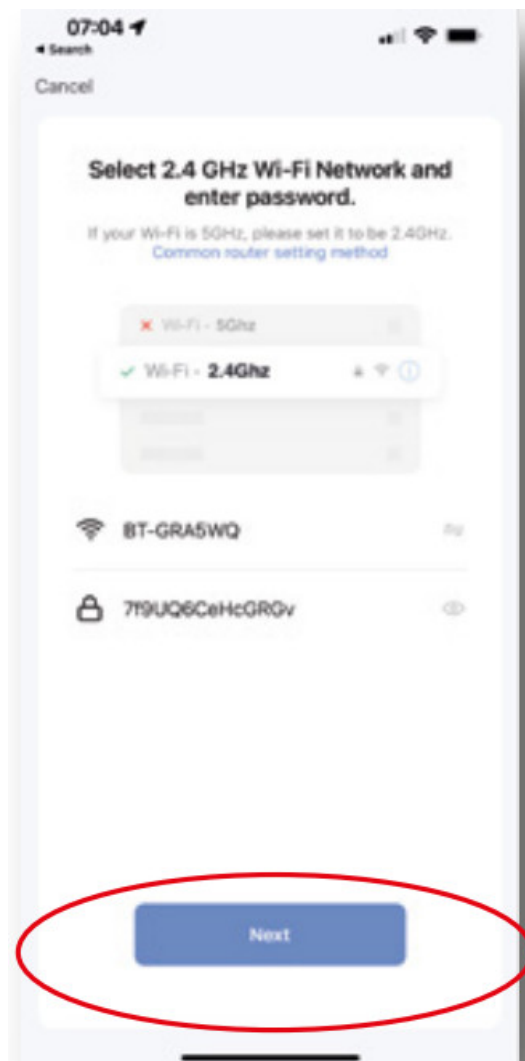 07:04
◀ Search
Cancel
Select 2.4 GHz Wi-Fi Network and
enter password.
If your Wi-Fi is 5GHz, please set it to be 2.4GHz.
Common router setting method
Wi-Fi - 5Ghz
Wi-Fi - 2.4Ghz
BT-GRA5WQ
7f9UQ6CeHcGRGv
Next